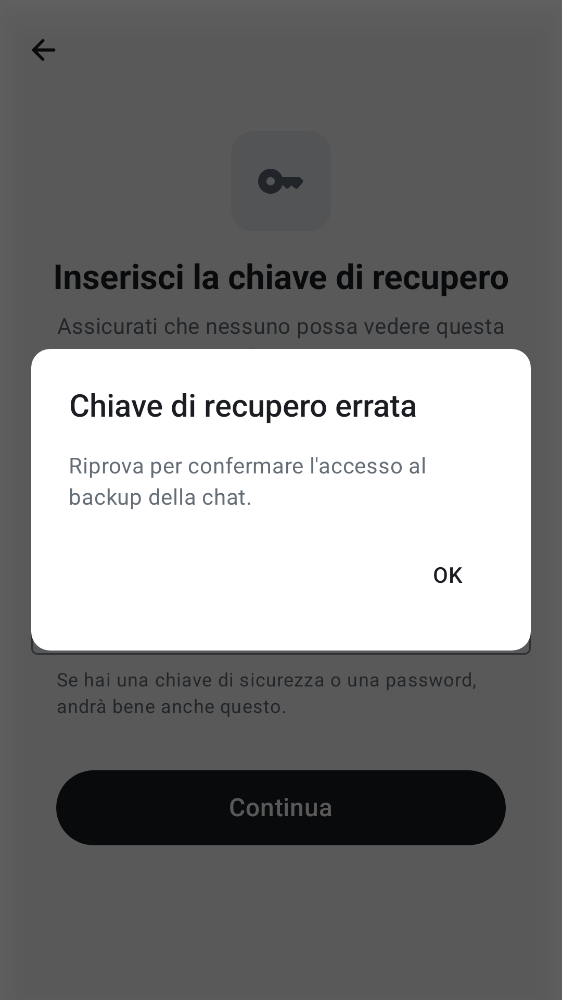 Inserisci la chiave di recupero
Assicurati che nessuno possa vedere questa
Chiave di recupero errata
Riprova per confermare l'accesso al
backup della chat.
OK
Se hai una chiave di sicurezza o una password,
andrà bene anche questo.
Continua